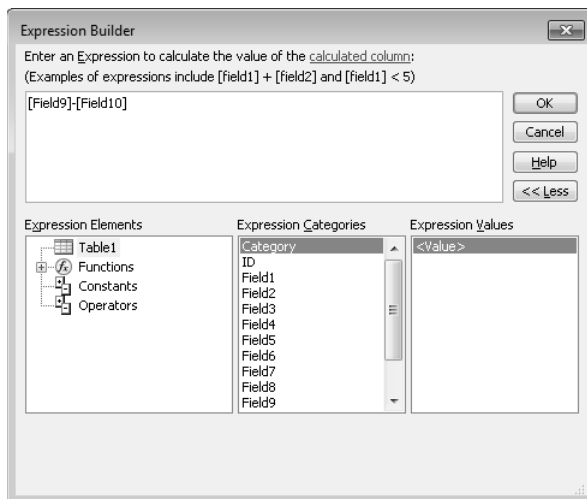 Expression Builder
Enter an Expression to calculate the value of the calculated column:
(Examples of expressions include [field1] + [field2] and [field1] < 5)
[Field9]-[Field10]
OK
Cancel
Help
<< Less
Expression Elements
Table1
Functions
Constants
Operators
Expression Categories
Category
ID
Field1
Field2
Field3
Field4
Field5
Field6
Field7
Field8
Field9
Expression Values
<Value>